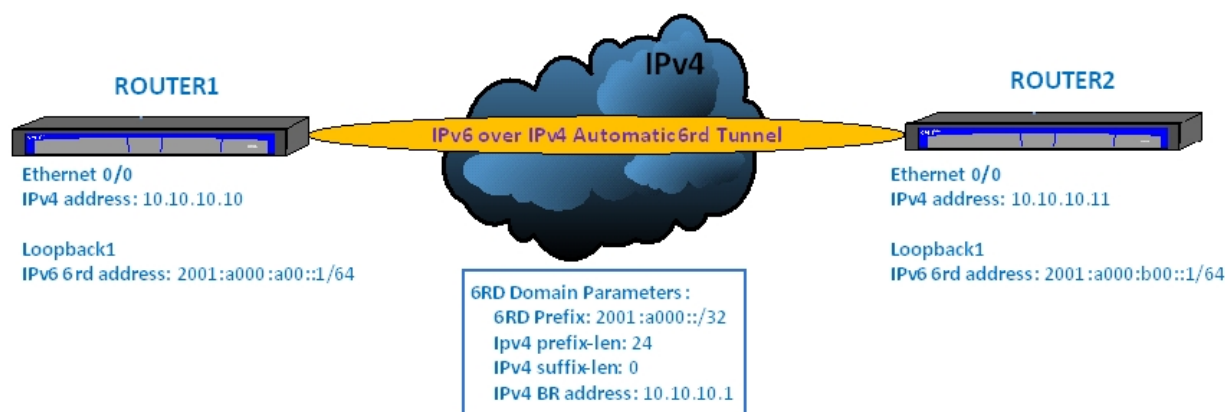 ROUTER1
IPv4
ROUTER2
IPv6 over IPv4 Automatic6rd Tunnel
Ethernet 0/0
IPv4 address: 10.10.10.10
Loopback1
IPv6 6rd address: 2001:a000:a00::1/64
Ethernet 0/0
IPv4 address: 10.10.10.11
Loopback1
IPv6 6rd address: 2001:a000:b00::1/64
6RD Domain Parameters:
6RD Prefix: 2001:a000::/32
Ipv4 prefix-len: 24
IPv4 suffix-len: 0
IPv4 BR address: 10.10.10.1